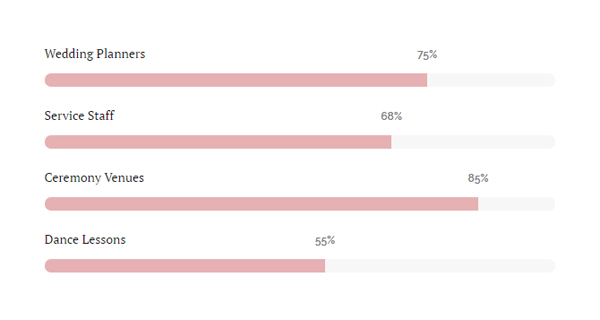 Wedding Planners 75%
Service Staff 68%
Ceremony Venues 85%
Dance Lessons 55%